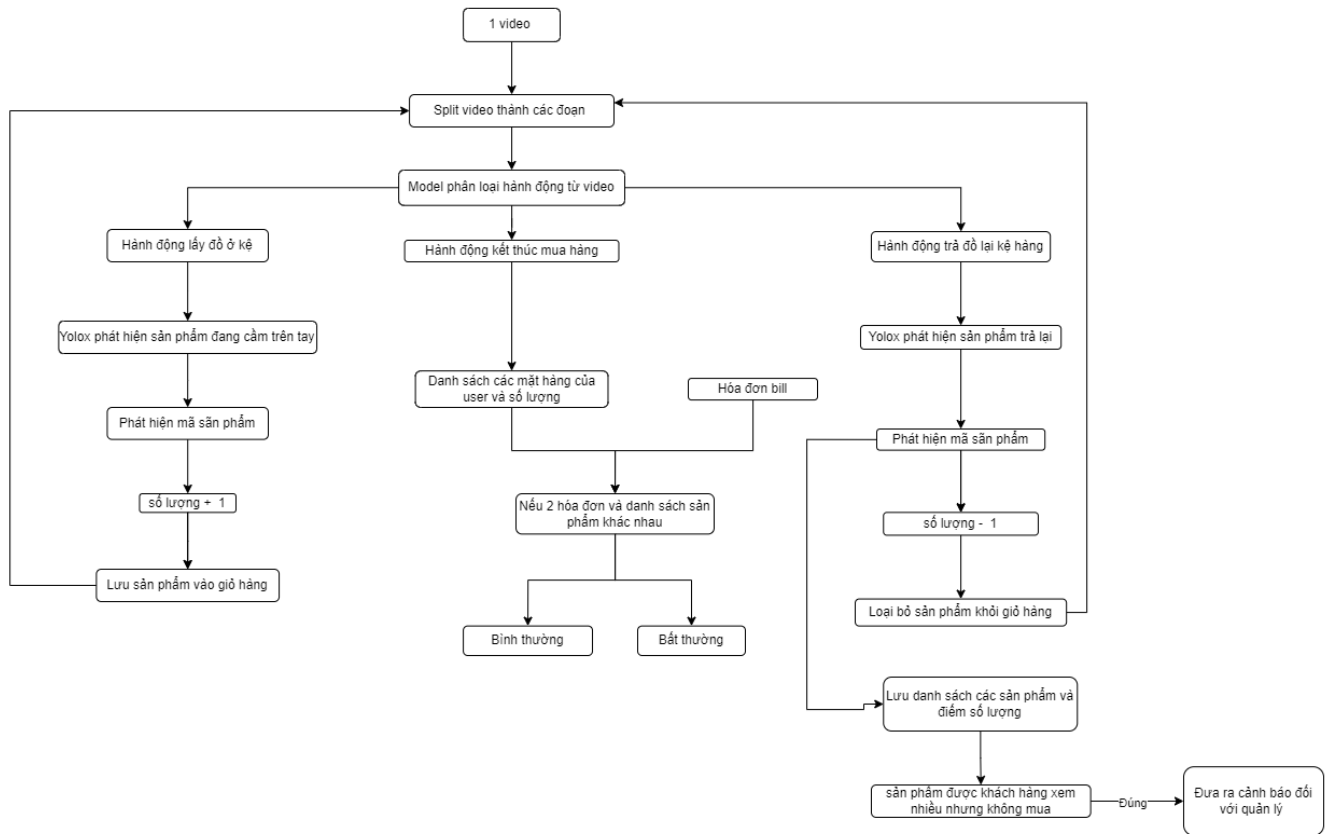 1 video
Split video thành các đoạn
Model phân loại hành động từ video
Hành động lấy đồ ở kệ
Hành động kết thúc mua hàng
Hành động trả đồ lại kệ hàng
Yolox phát hiện sản phẩm đang cầm trên tay
Yolox phát hiện sản phẩm trả lại
Danh sách các mặt hàng của
user và số lượng
Hóa đơn bill
Phát hiện mã sãn phẩm
Phát hiện mã sãn phẩm
số lượng + 1
Nếu 2 hóa đơn và danh sách sản
phẩm khác nhau
số lượng - 1
Lưu sản phẩm vào giỏ hàng
Loại bỏ sản phẩm khỏi giỏ hàng
Bình thường
Bất thường
Lưu danh sách các sản phẩm và
điếm số lượng
sản phẩm được khách hàng xem
nhiều nhưng không mua
Đúng
Đưa ra cảnh báo đối
với quản lý